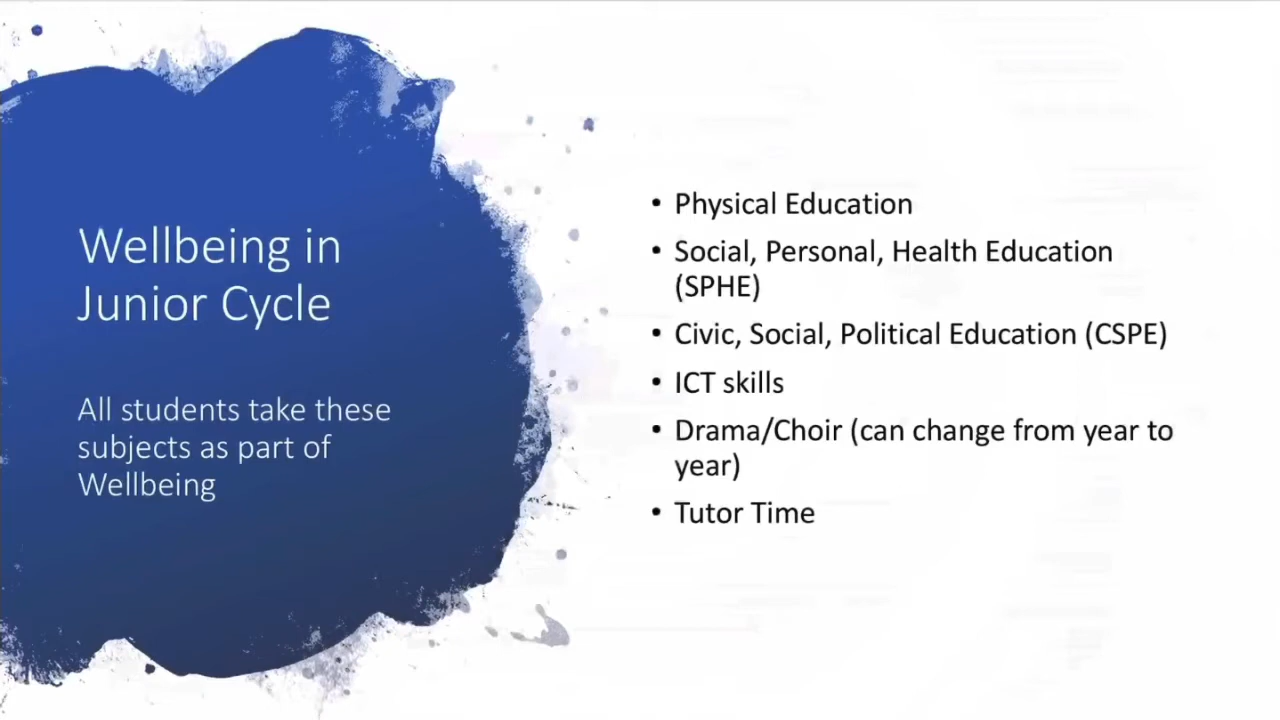 Wellbeing in
Junior Cycle
All students take these
subjects as part of
Wellbeing
• Physical Education
• Social, Personal, Health Education
(SPHE)
• Civic, Social, Political Education (CSPE)
• ICT skills
• Drama/Choir (can change from year to
year)
• Tutor Time